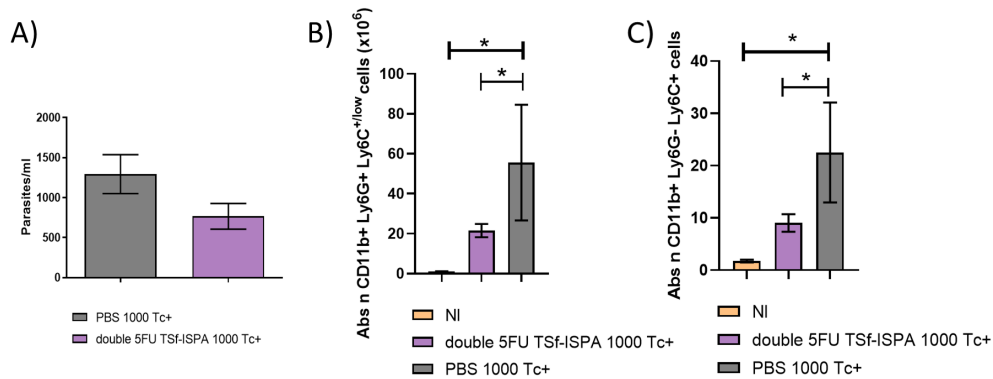 A)
Parasites/ml
2000
1500
1000
500
0
PBS 1000 Tc+
double 5FU TSf-ISPA 1000 Tc+
B)
Abs n CD11b+ Ly6G+ Ly6C+/low cells (x10⁶)
100
80
60
40
20
0
*
*
NI
double 5FU TSf-ISPA 1000 Tc+
PBS 1000 Tc+
C)
Abs n CD11b+ Ly6G- Ly6C+ cells
40
30
20
10
0
*
*
NI
double 5FU TSf-ISPA 1000 Tc+
PBS 1000 Tc+